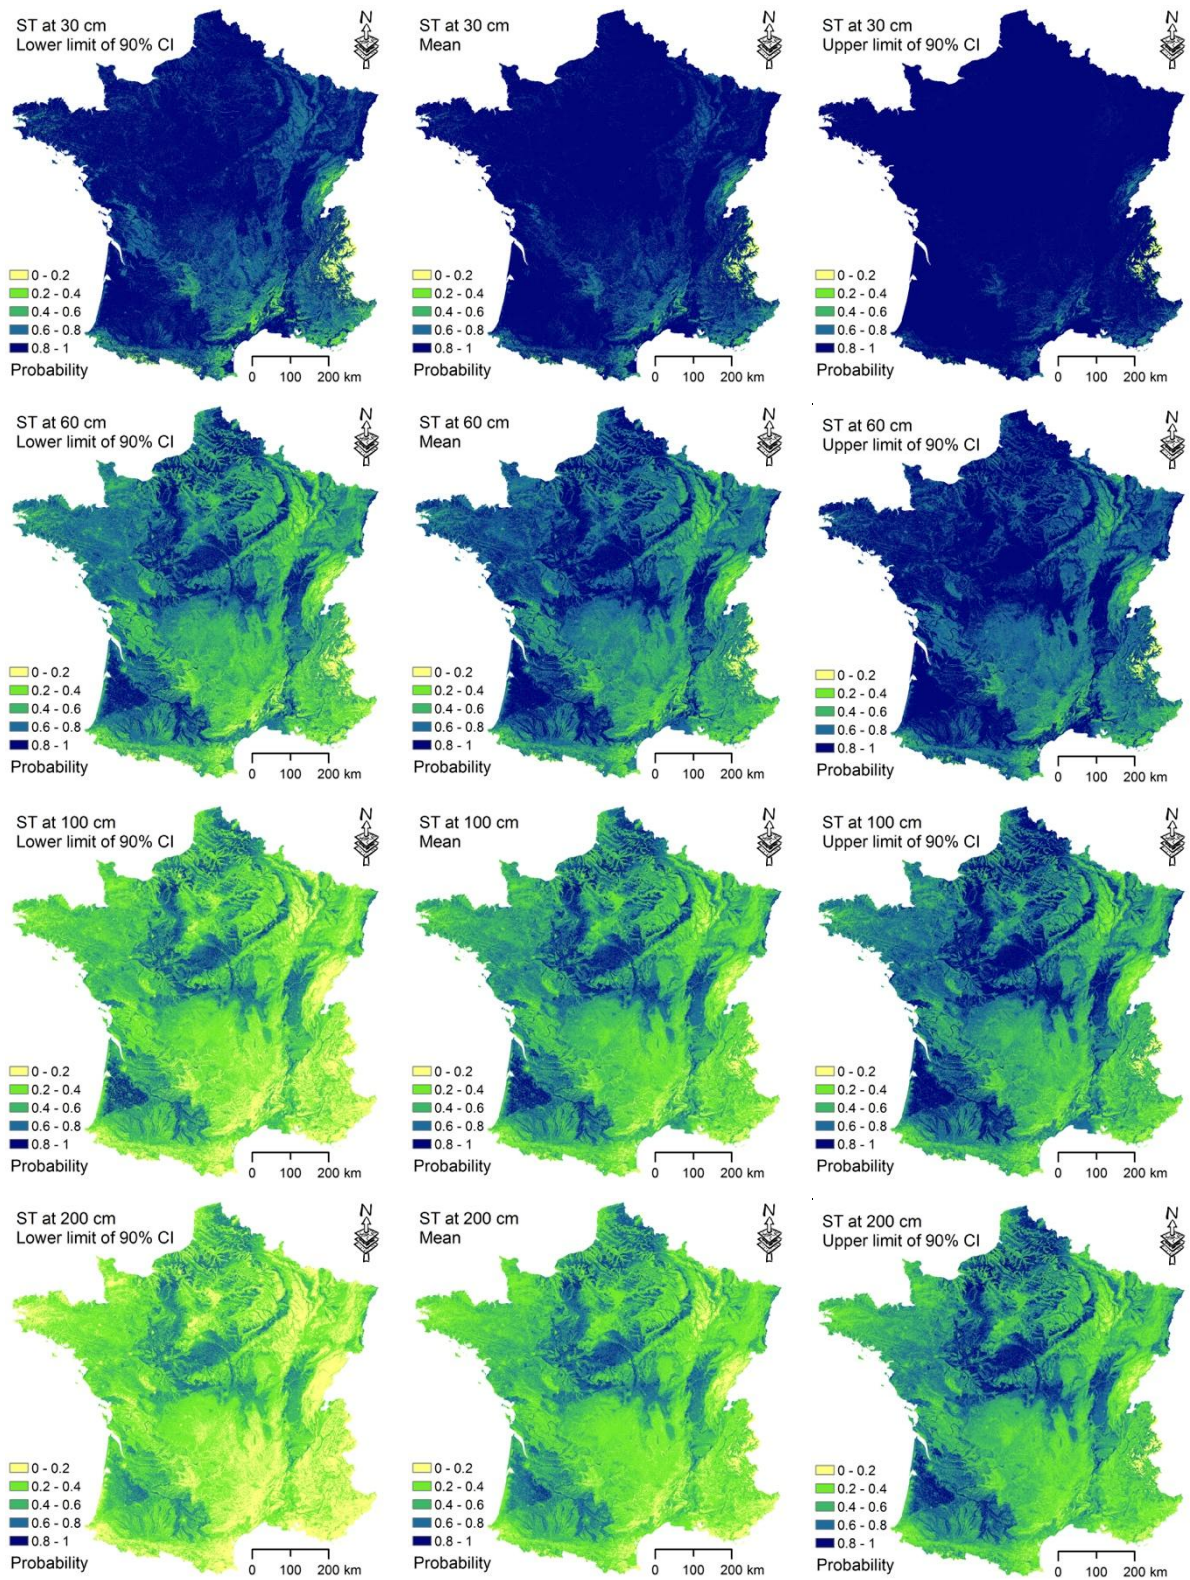 ST at 30 cm
Lower limit of 90% CI
N
0 - 0.2
0.2 - 0.4
0.4 - 0.6
0.6 - 0.8
0.8 - 1
Probability
0 100 200 km
ST at 30 cm
Mean
N
0 - 0.2
0.2 - 0.4
0.4 - 0.6
0.6 - 0.8
0.8 - 1
Probability
0 100 200 km
ST at 30 cm
Upper limit of 90% CI
N
0 - 0.2
0.2 - 0.4
0.4 - 0.6
0.6 - 0.8
0.8 - 1
Probability
0 100 200 km
ST at 60 cm
Lower limit of 90% CI
N
0 - 0.2
0.2 - 0.4
0.4 - 0.6
0.6 - 0.8
0.8 - 1
Probability
0 100 200 km
ST at 60 cm
Mean
N
0 - 0.2
0.2 - 0.4
0.4 - 0.6
0.6 - 0.8
0.8 - 1
Probability
0 100 200 km
ST at 60 cm
Upper limit of 90% CI
N
0 - 0.2
0.2 - 0.4
0.4 - 0.6
0.6 - 0.8
0.8 - 1
Probability
0 100 200 km
ST at 100 cm
Lower limit of 90% CI
N
0 - 0.2
0.2 - 0.4
0.4 - 0.6
0.6 - 0.8
0.8 - 1
Probability
0 100 200 km
ST at 100 cm
Mean
N
0 - 0.2
0.2 - 0.4
0.4 - 0.6
0.6 - 0.8
0.8 - 1
Probability
0 100 200 km
ST at 100 cm
Upper limit of 90% CI
N
0 - 0.2
0.2 - 0.4
0.4 - 0.6
0.6 - 0.8
0.8 - 1
Probability
0 100 200 km
ST at 200 cm
Lower limit of 90% CI
N
0 - 0.2
0.2 - 0.4
0.4 - 0.6
0.6 - 0.8
0.8 - 1
Probability
0 100 200 km
ST at 200 cm
Mean
N
0 - 0.2
0.2 - 0.4
0.4 - 0.6
0.6 - 0.8
0.8 - 1
Probability
0 100 200 km
ST at 200 cm
Upper limit of 90% CI
N
0 - 0.2
0.2 - 0.4
0.4 - 0.6
0.6 - 0.8
0.8 - 1
Probability
0 100 200 km